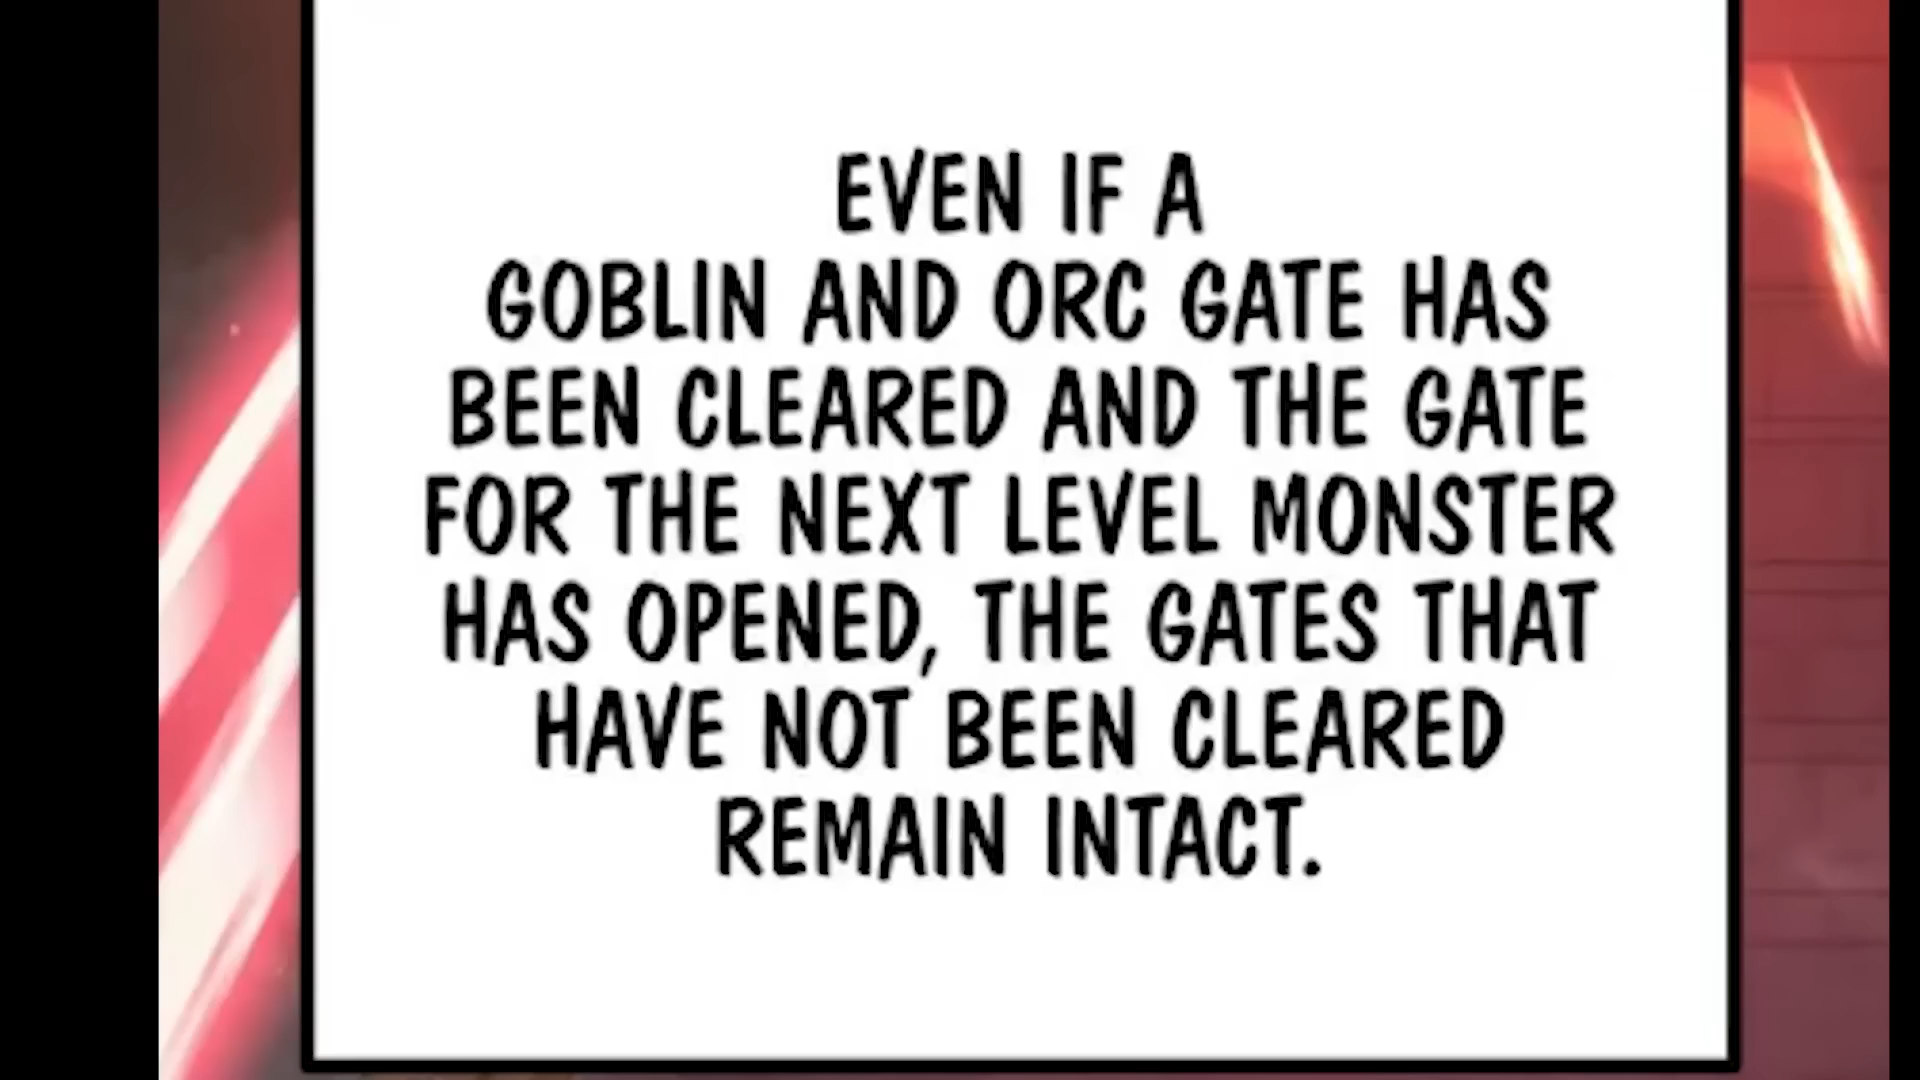 EVEN IF A
GOBLIN AND ORC GATE HAS
BEEN CLEARED AND THE GATE
FOR THE NEXT LEVEL MONSTER
HAS OPENED, THE GATES THAT
HAVE NOT BEEN CLEARED
REMAIN INTACT.